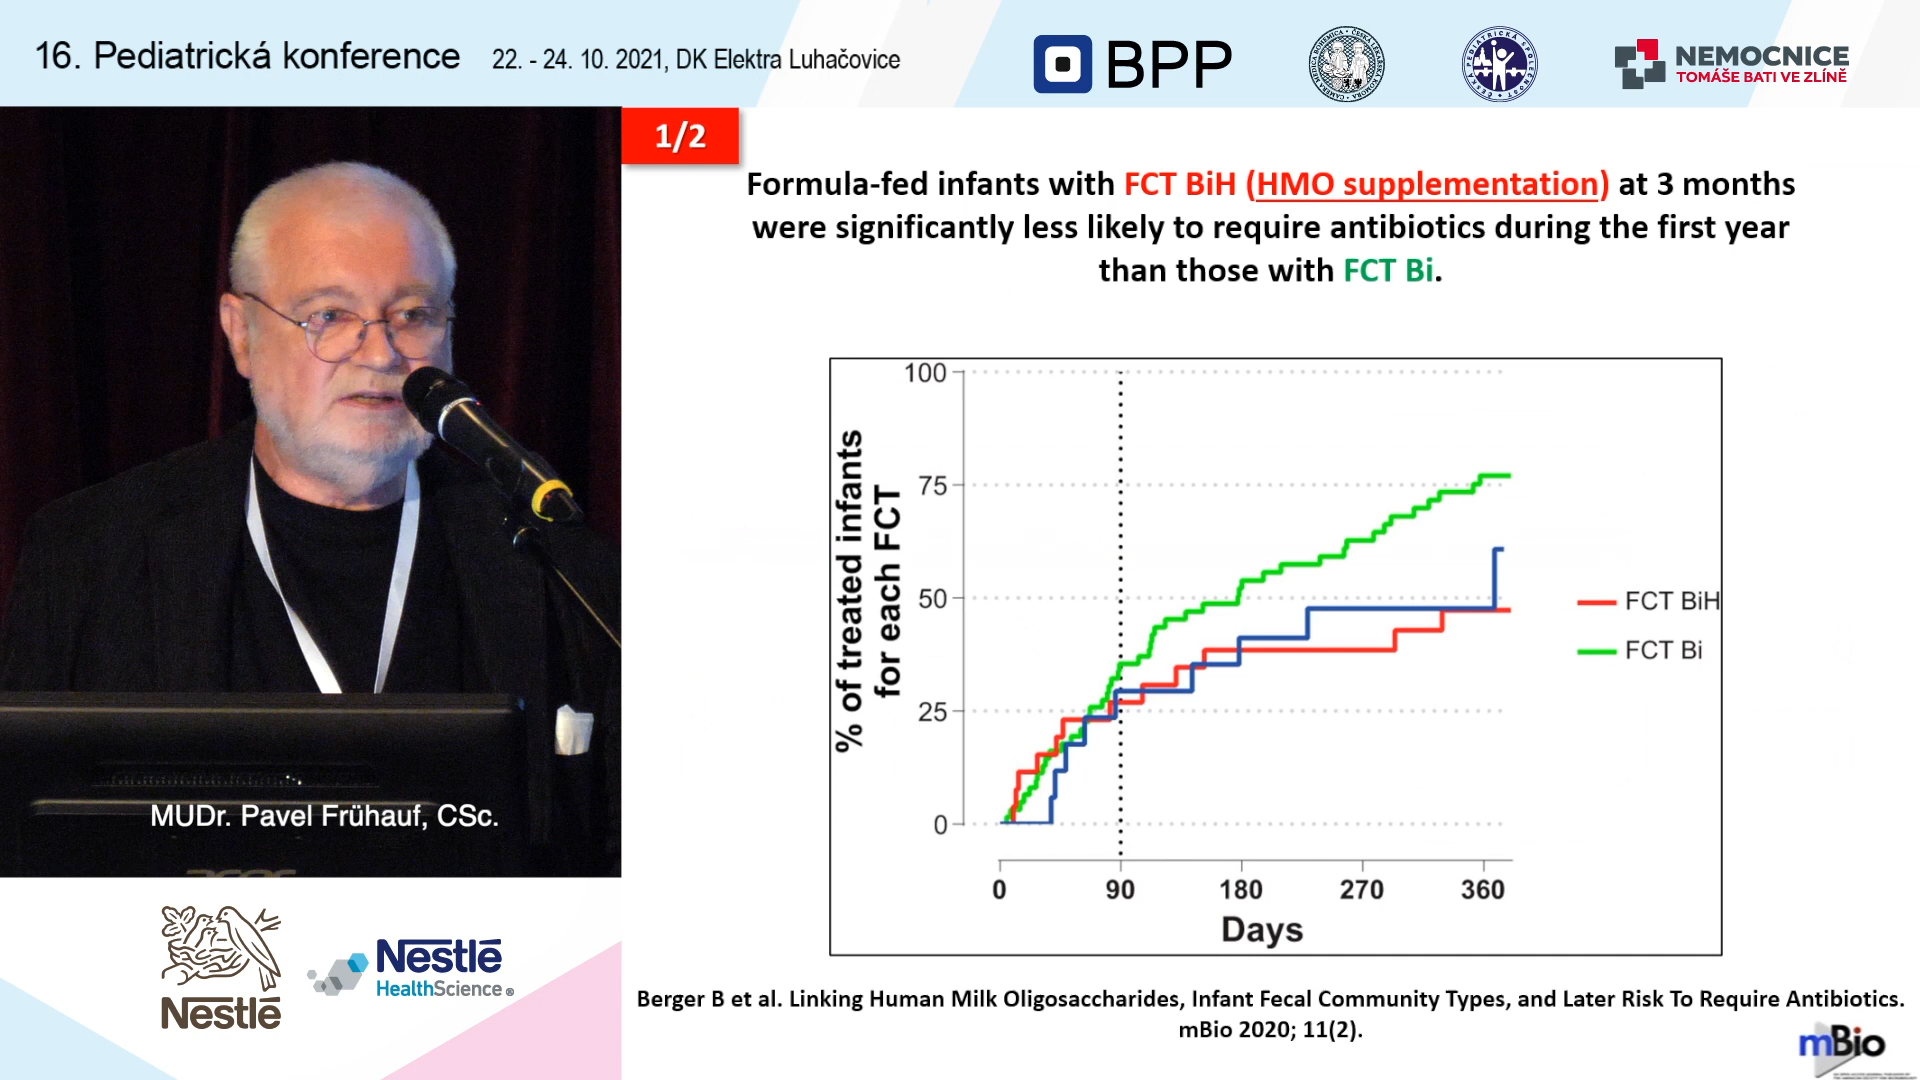 16. Pediatrická konference 22. - 24. 10. 2021, DK Elektra Luhačovice
BPP
NEMOCNICE
TOMÁŠE BATI VE ZLÍNĚ
1/2
Formula-fed infants with FCT BiH (HMO supplementation) at 3 months
were significantly less likely to require antibiotics during the first year
than those with FCT Bi.
% of treated infants
for each FCT
100
75
50
25
0
0 90 180 270 360
Days
FCT BiH
FCT Bi
MUDr. Pavel Frühauf, CSc.
Nestlé
Nestlé
HealthScience®
Berger B et al. Linking Human Milk Oligosaccharides, Infant Fecal Community Types, and Later Risk To Require Antibiotics.
mBio 2020; 11(2).
mBio